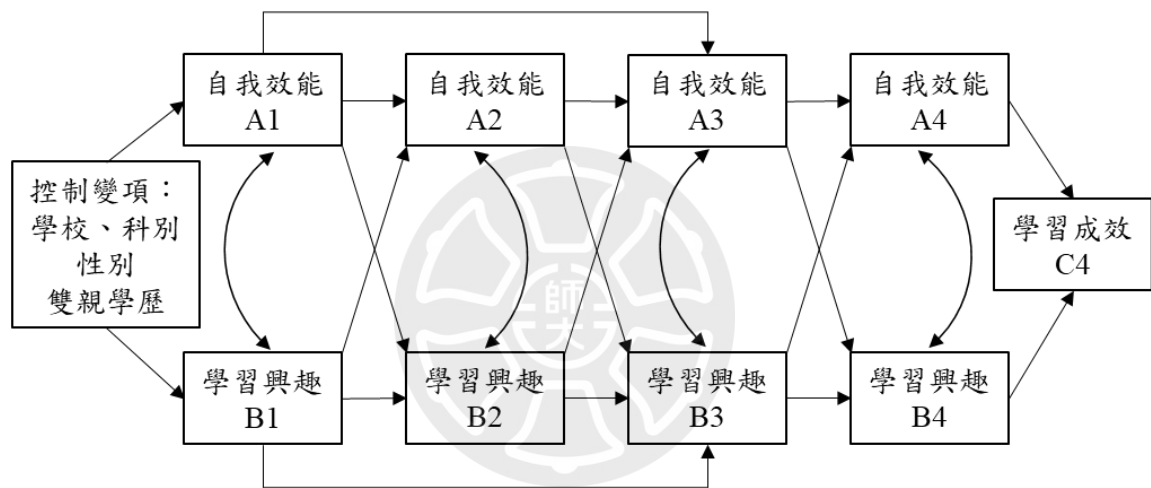 自我效能
A1
自我效能
A2
自我效能
A3
自我效能
A4
控制變項：
學校、科別
性別
雙親學歷
學習成效
C4
師大
學習興趣
B1
學習興趣
B2
學習興趣
B3
學習興趣
B4